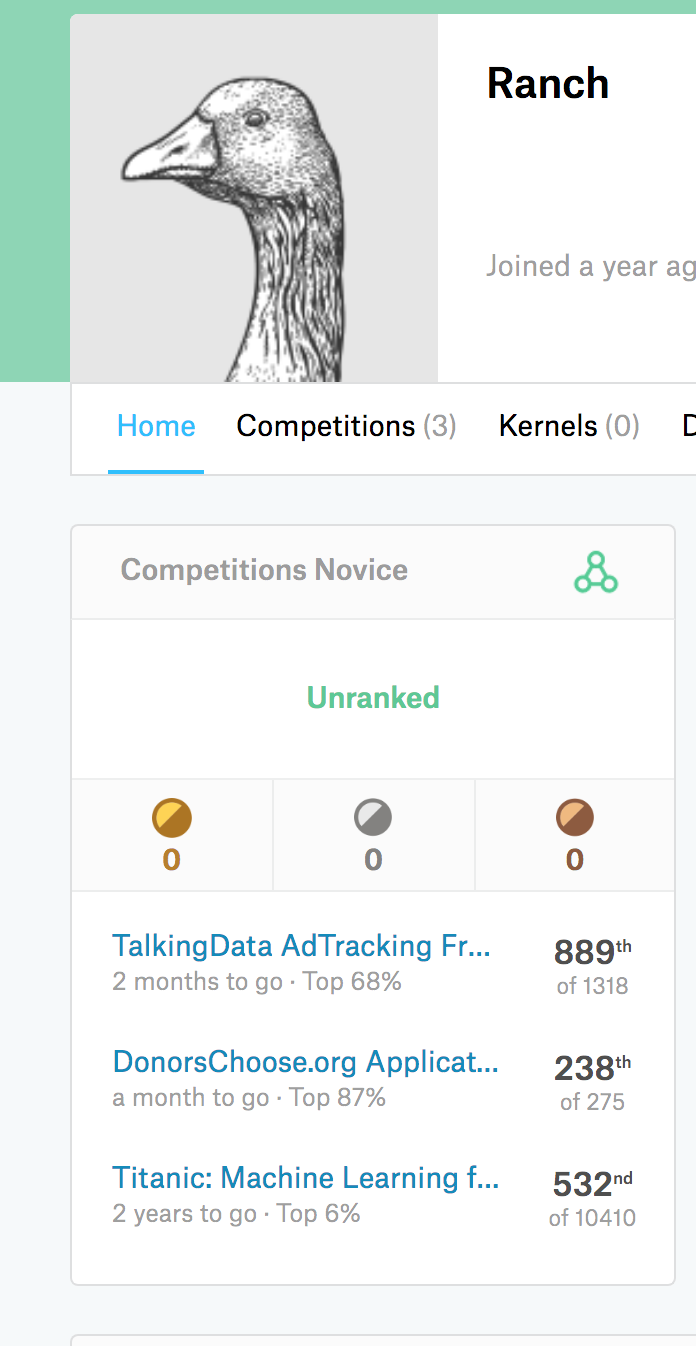 Ranch
Joined a year ag
Home Competitions (3) Kernels (0) D
Competitions Novice
Unranked
0 0 0
TalkingData AdTracking Fr... 889th
2 months to go · Top 68% of 1318
DonorsChoose.org Applicat... 238th
a month to go · Top 87% of 275
Titanic: Machine Learning f... 532nd
2 years to go · Top 6% of 10410